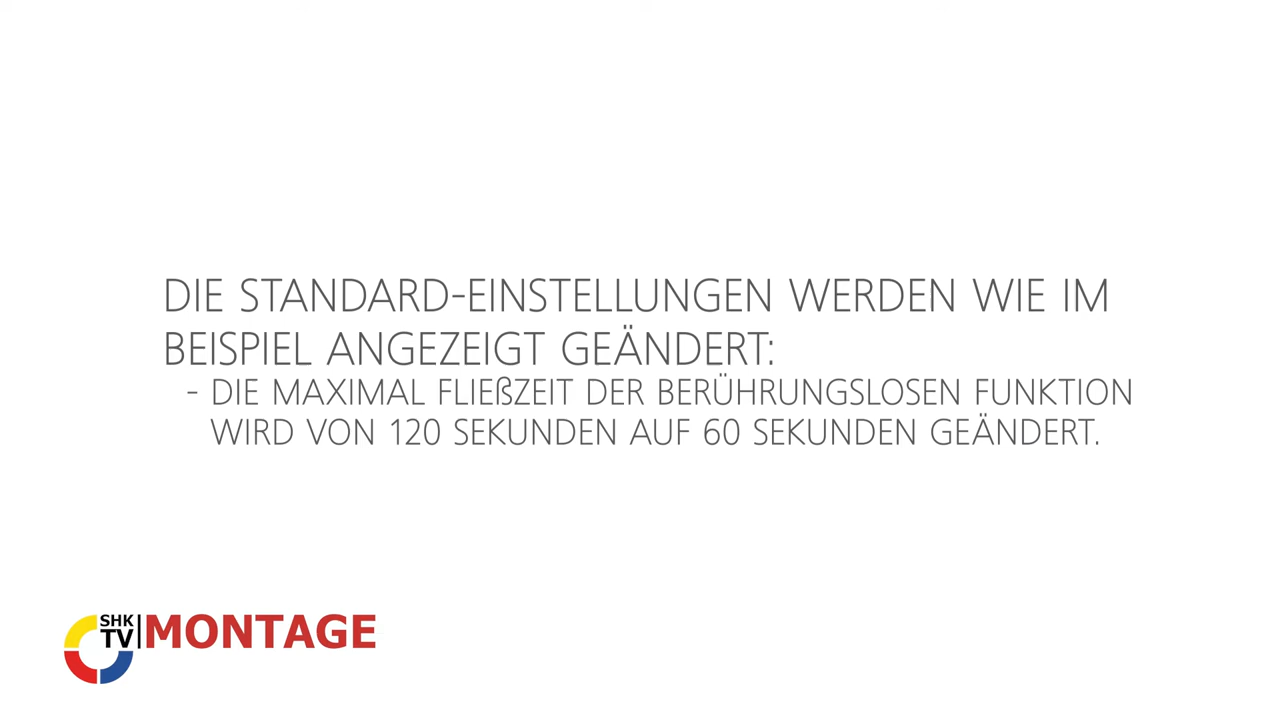 DIE STANDARD-EINSTELLUNGEN WERDEN WIE IM
BEISPIEL ANGEZEIGT GEÄNDERT:
- DIE MAXIMAL FLIEßZEIT DER BERÜHRUNGSLOSEN FUNKTION
WIRD VON 120 SEKUNDEN AUF 60 SEKUNDEN GEÄNDERT.
SHK
TV|MONTAGE